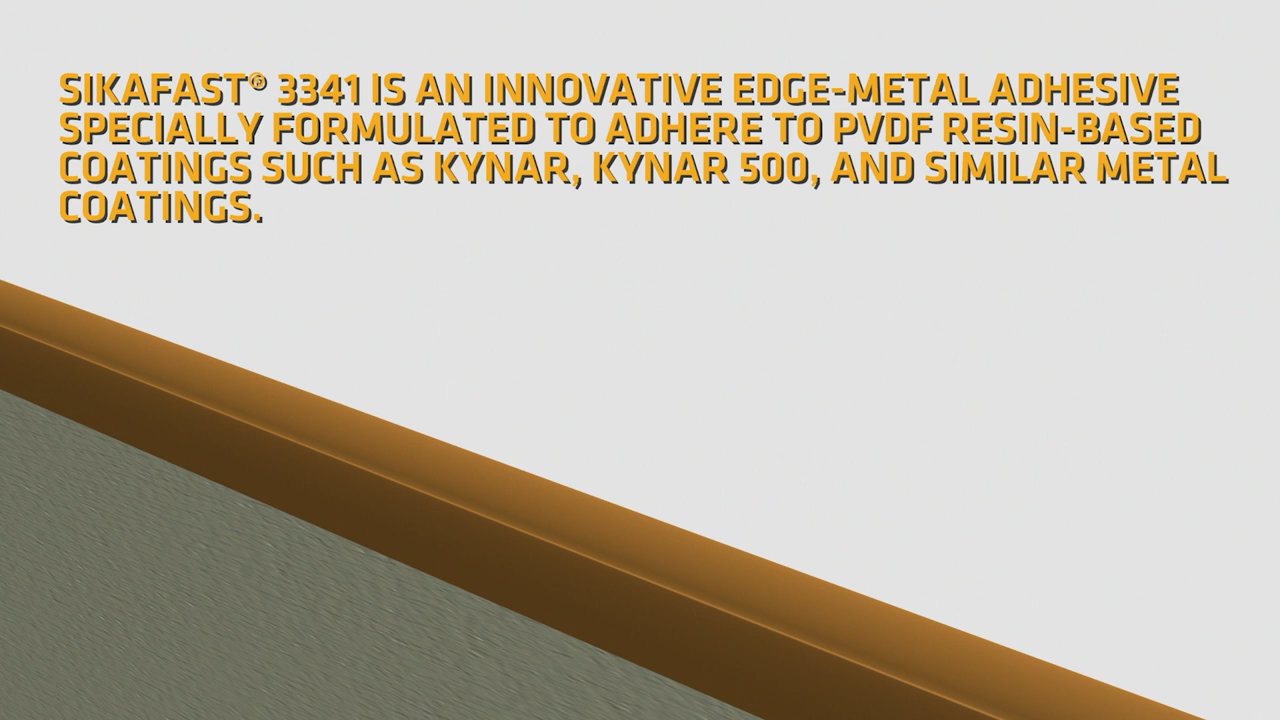 SIKAFAST® 3341 IS AN INNOVATIVE EDGE-METAL ADHESIVE
SPECIALLY FORMULATED TO ADHERE TO PVDF RESIN-BASED
COATINGS SUCH AS KYNAR, KYNAR 500, AND SIMILAR METAL
COATINGS.